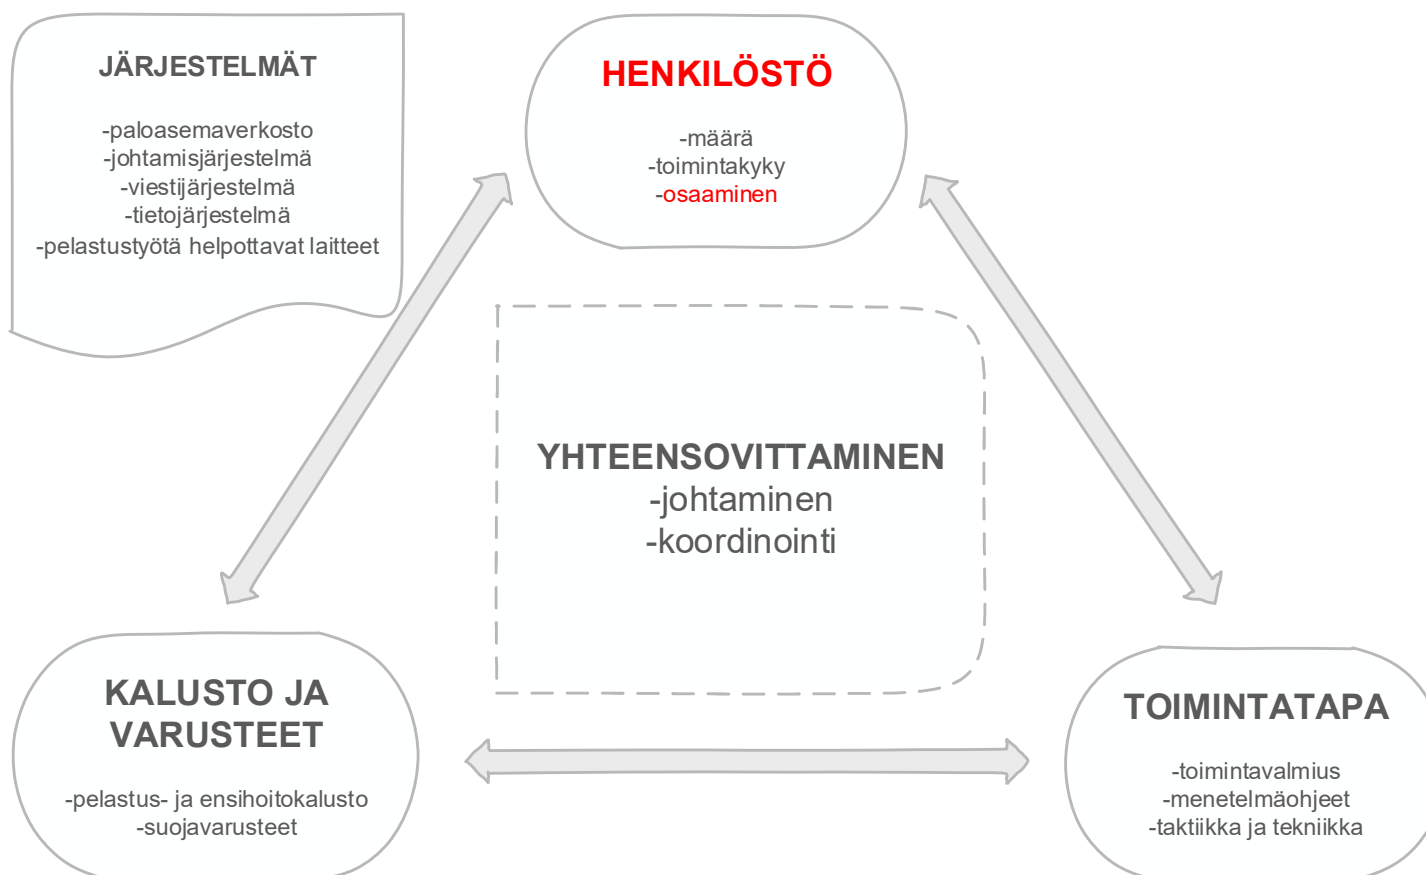 JÄRJESTELMÄT
-paloasemaverkosto
-johtamisjärjestelmä
-viestijärjestelmä
-tietojärjestelmä
-pelastustyötä helpottavat laitteet
HENKILÖSTÖ
-määrä
-toimintakyky
-osaaminen
YHTEENSOVITTAMINEN
-johtaminen
-koordinointi
KALUSTO JA
VARUSTEET
-pelastus- ja ensihoitokalusto
-suojavarusteet
TOIMINTATAPA
-toimintavalmius
-menetelmäohjeet
-taktiikka ja tekniikka